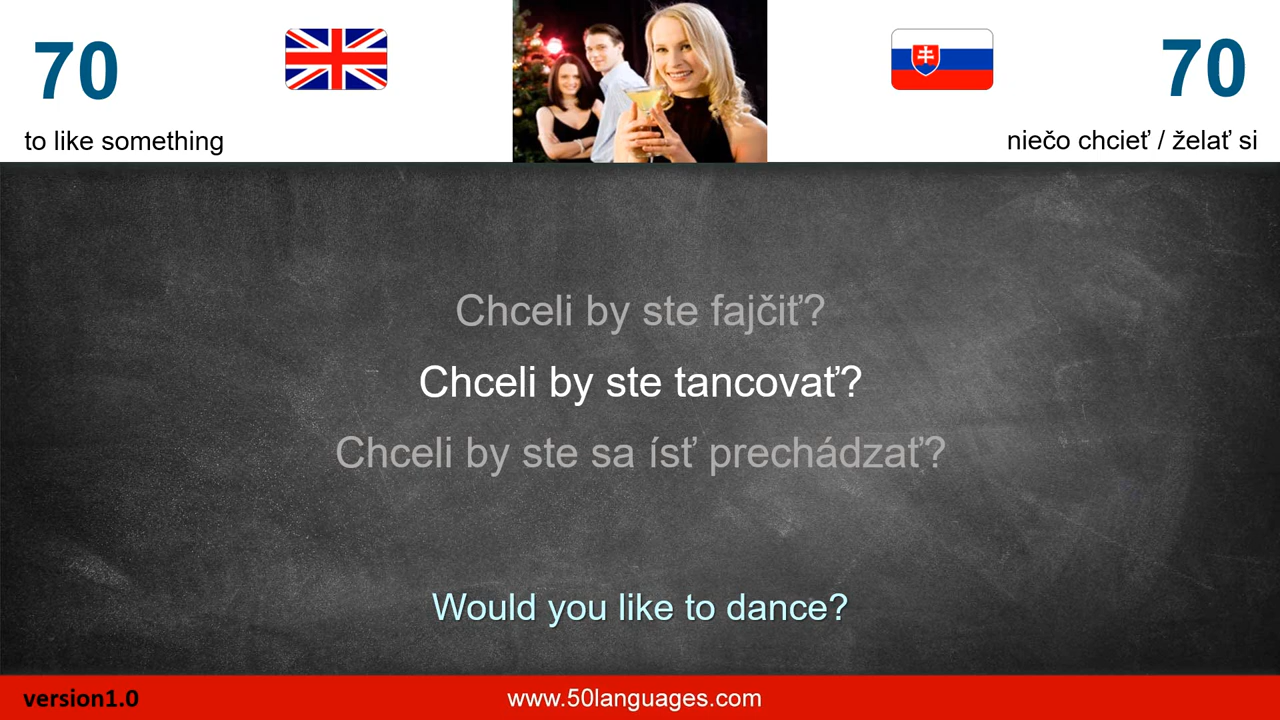 70
70
to like something
niečo chcieť / želať si
Chceli by ste fajčiť?
Chceli by ste tancovať?
Chceli by ste sa ísť prechádzať?
Would you like to dance?
version1.0
www.50languages.com